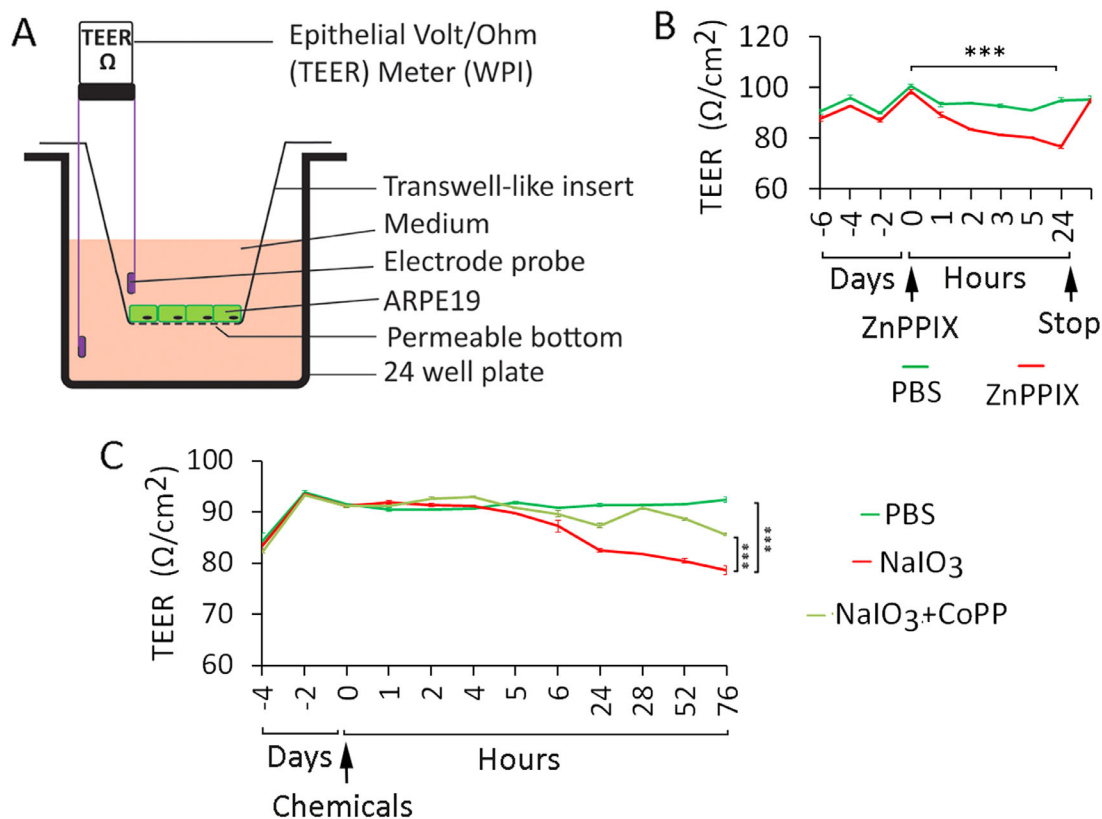 A
TEER
Ω
Epithelial Volt/Ohm
(TEER) Meter (WPI)
Transwell-like insert
Medium
Electrode probe
ARPE19
Permeable bottom
24 well plate
B
TEER (Ω/cm²)
120
100
80
60
***
-6 -4 -2 0 1 2 3 5 24
Days Hours
ZnPPIX Stop
PBS ZnPPIX
C
TEER (Ω/cm²)
100
90
80
70
60
***
***
-4 -2 0 1 2 4 5 6 24 28 52 76
Days Hours
Chemicals
PBS
NaIO₃
NaIO₃+CoPP